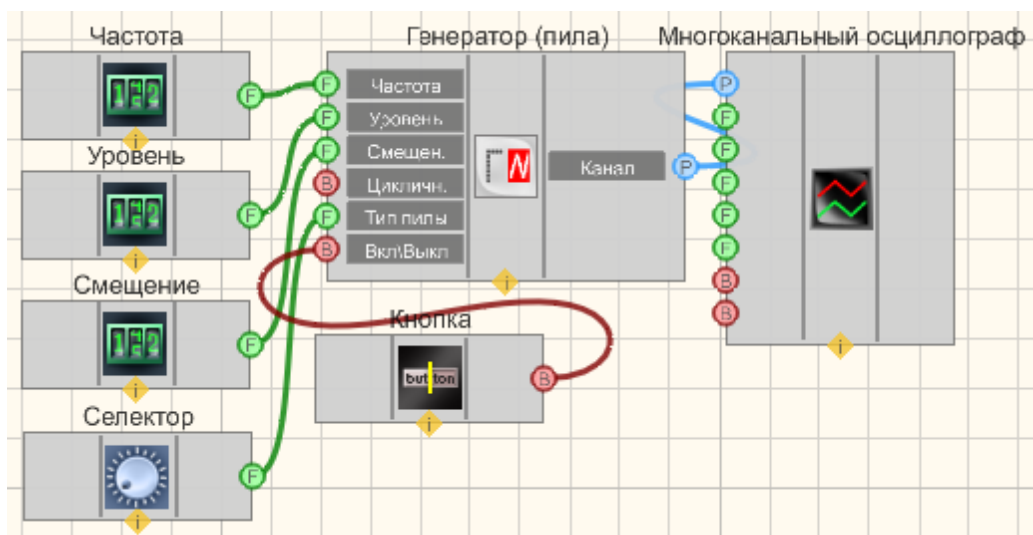 Частота
Генератор (пила)
Многоканальный осциллограф
Частота
Уровень
Смещен.
Цикличн.
Тип пилы
Вкл\Выкл
Канал
Уровень
Смещение
Кнопка
button
Селектор
F
F
F
F
F
F
F
B
F
B
P
P
F
F
F
F
F
B
B
B
i
i
i
i
i
i
i